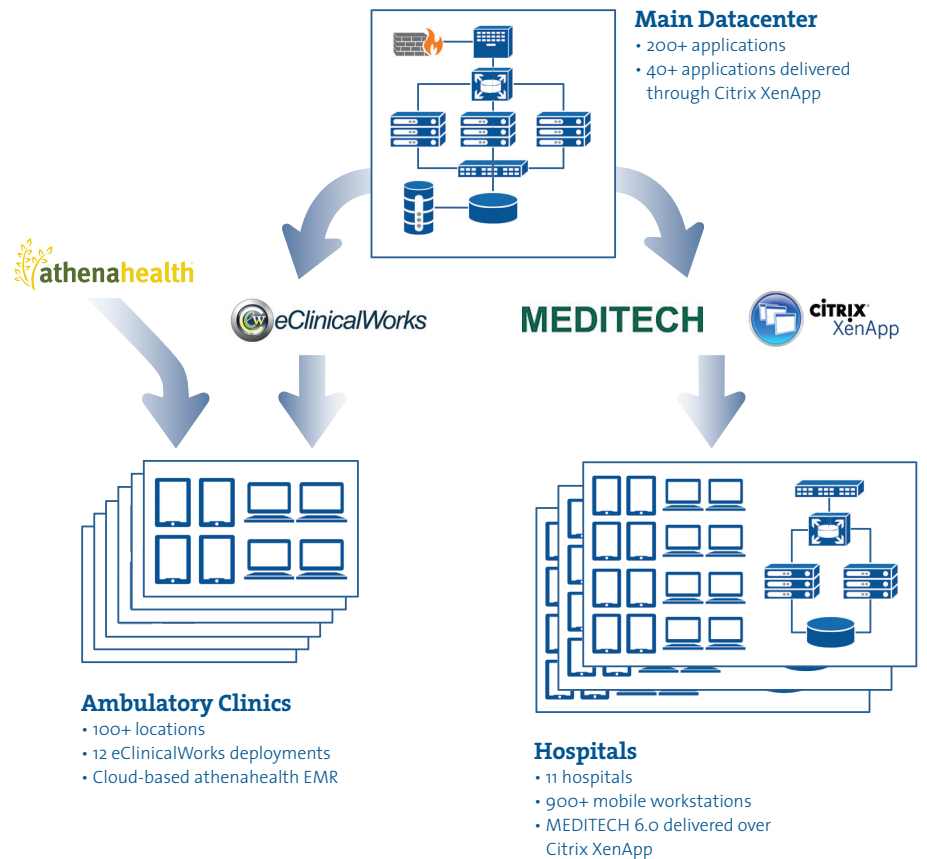 Main Datacenter
• 200+ applications
• 40+ applications delivered
through Citrix XenApp
athenahealth
CW eClinicalWorks
MEDITECH
CITRIX®
XenApp
Ambulatory Clinics
• 100+ locations
• 12 eClinicalWorks deployments
• Cloud-based athenahealth EMR
Hospitals
• 11 hospitals
• 900+ mobile workstations
• MEDITECH 6.0 delivered over
Citrix XenApp